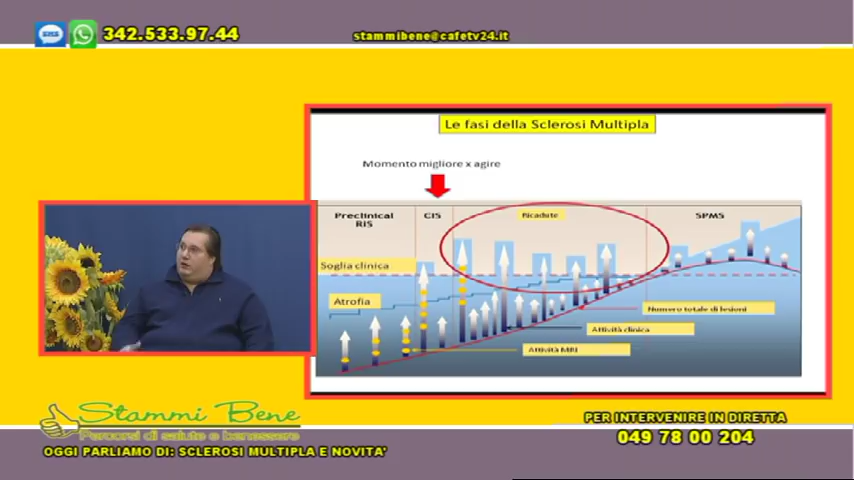 SMS
342.533.97.44
stammibene@cafetv24.it
Le fasi della Sclerosi Multipla
Momento migliore x agire
Preclinical
RIS
CIS
Ricadute
SPMS
Soglia clinica
Atrofia
Numero totale di lesioni
Attività clinica
Attività MRI
Stammi Bene
Percorsi di salute e benessere
PER INTERVENIRE IN DIRETTA
049 78 00 204
OGGI PARLIAMO DI: SCLEROSI MULTIPLA E NOVITA'